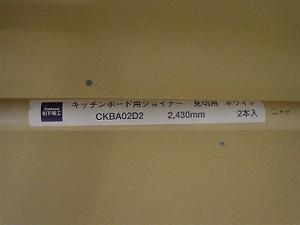 National
松下電工
キッチンボード用ジョイナー 見切用 ホワイト
CKBA02D2 2,430mm 2本入